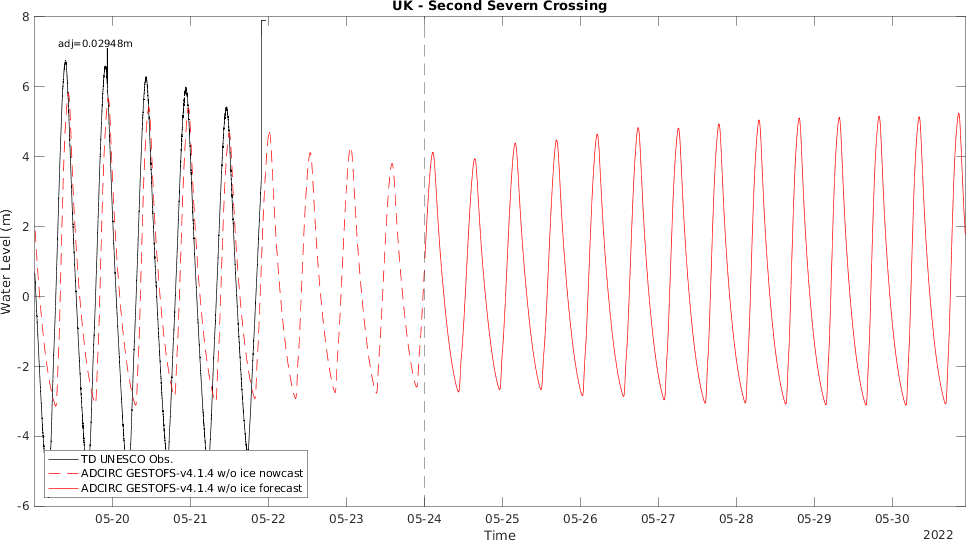 UK - Second Severn Crossing
adj=0.02948m
8
6
4
2
0
-2
-4
-6
Water Level (m)
TD UNESCO Obs.
ADCIRC GESTOFS-v4.1.4 w/o ice nowcast
ADCIRC GESTOFS-v4.1.4 w/o ice forecast
05-20 05-21 05-22 05-23 05-24 05-25 05-26 05-27 05-28 05-29 05-30
Time
2022